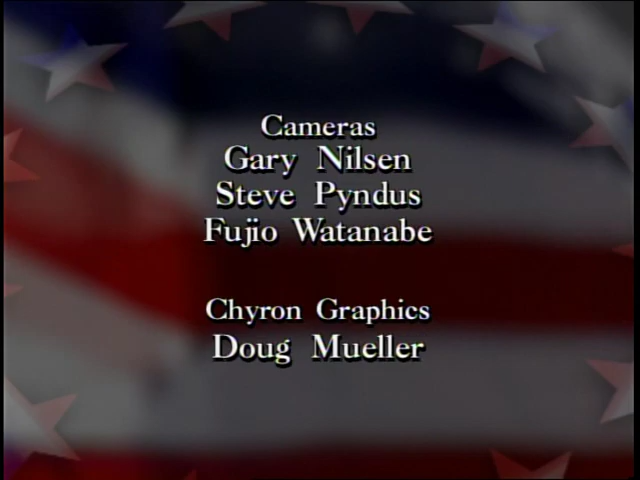 Cameras
Gary Nilsen
Steve Pyndus
Fujio Watanabe
Chyron Graphics
Doug Mueller